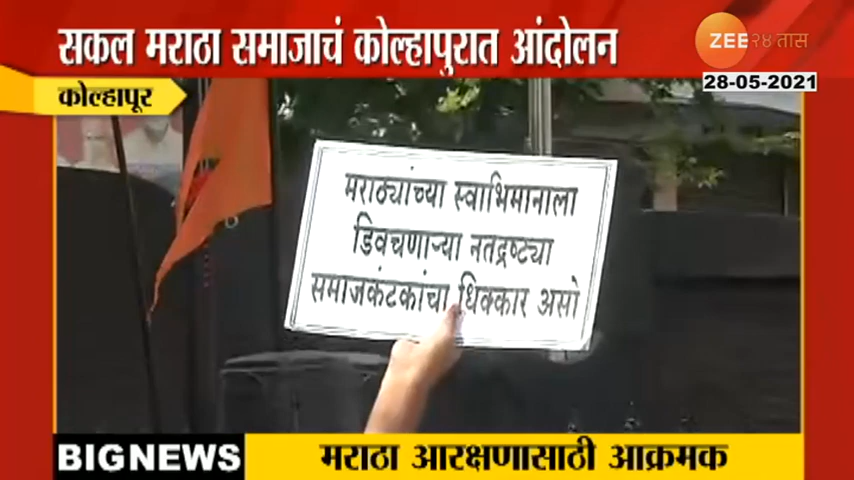 सकल मराठा समाजाचं कोल्हापुरात आंदोलन
ZEE २४ तास
28-05-2021
कोल्हापूर
मराठ्यांच्या स्वाभिमानाला
डिवचणाऱ्या नतद्रष्ट्या
समाजकंटकांचा धिक्कार असो
BIGNEWS
मराठा आरक्षणासाठी आक्रमक